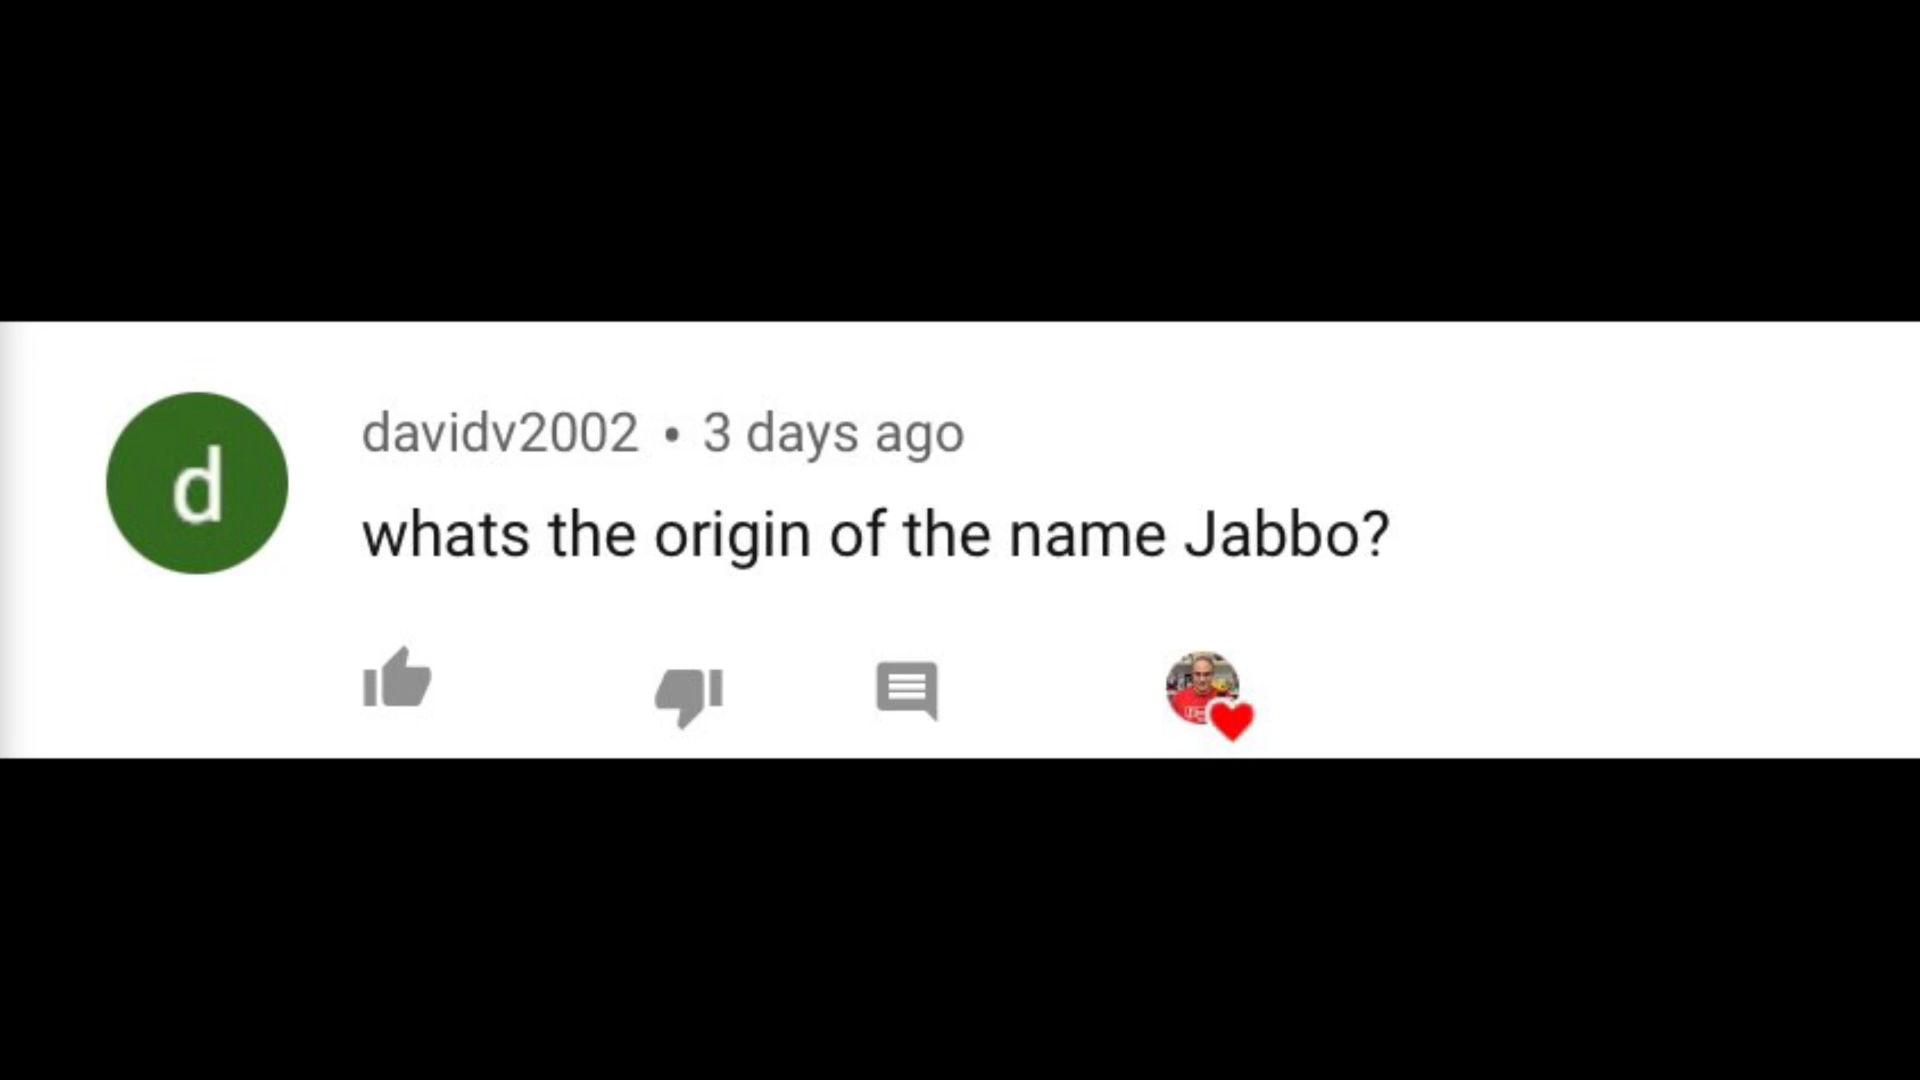 d
davidv2002 • 3 days ago
whats the origin of the name Jabbo?